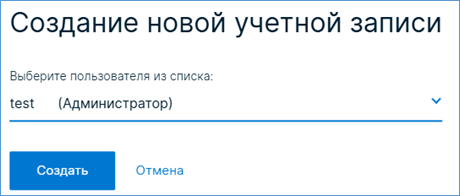 Создание новой учетной записи
Выберите пользователя из списка:
test (Администратор)
Создать Отмена